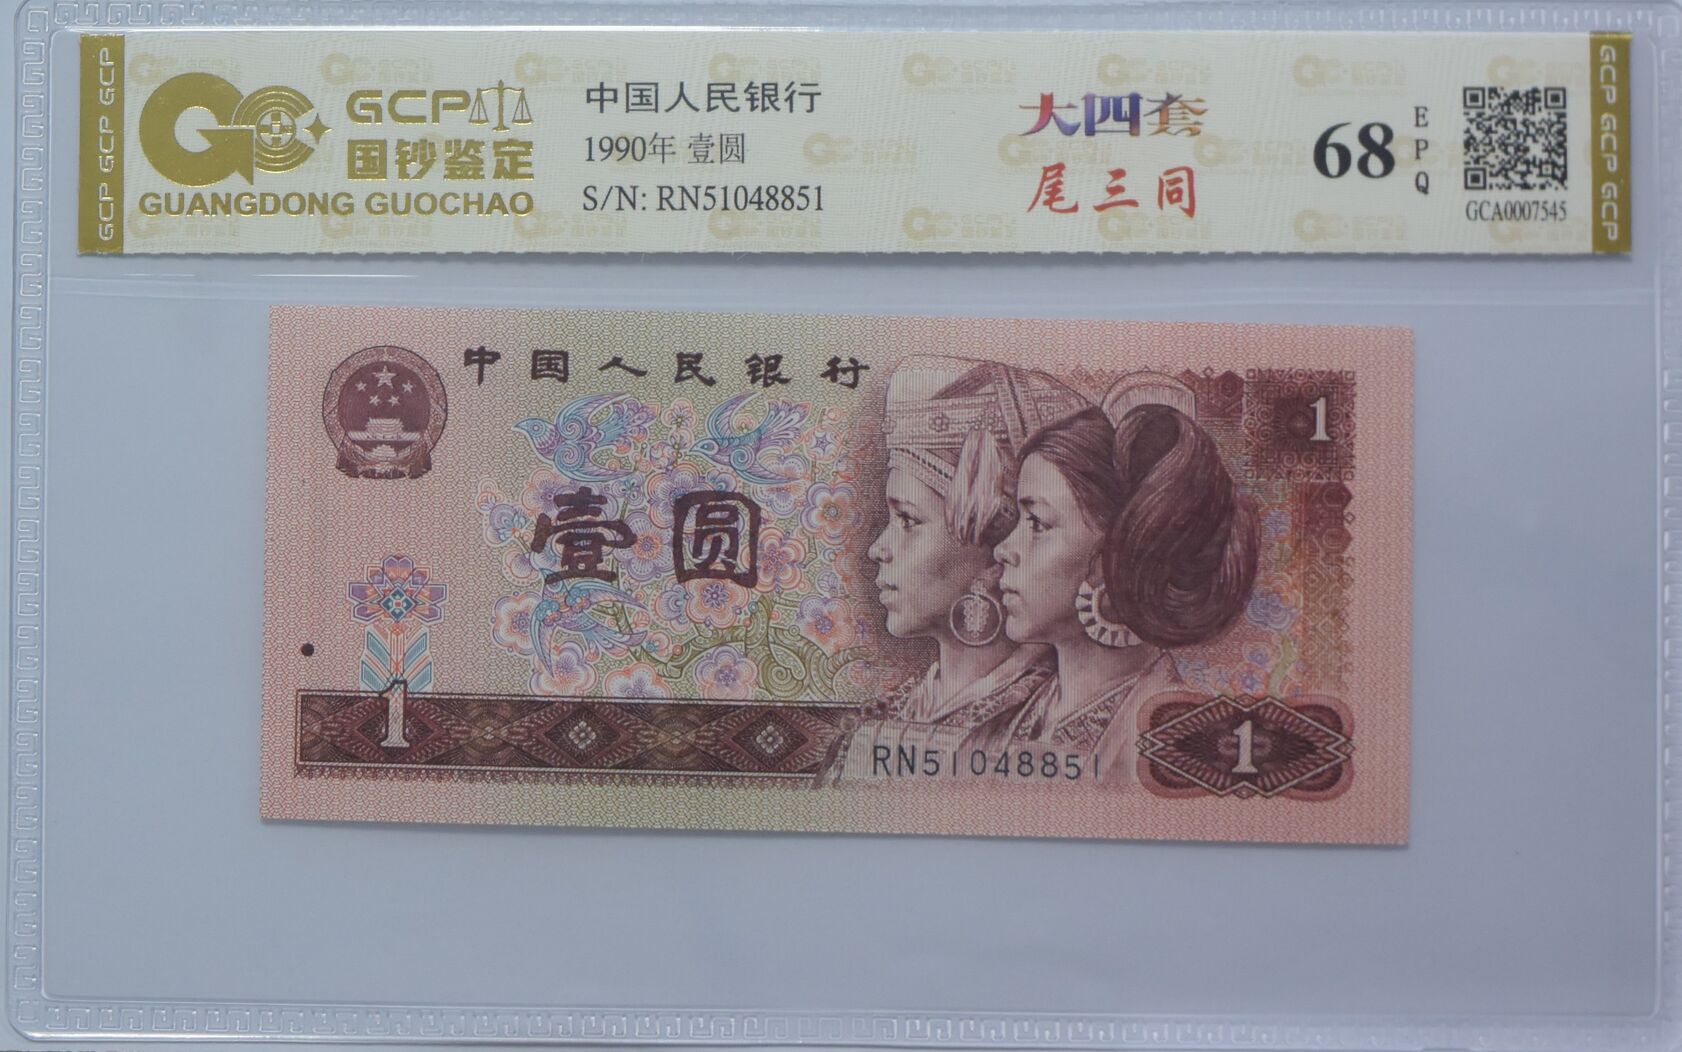 GCP
国钞鉴定
GUANGDONG GUOCHAO
中国人民银行
1990年 壹圆
S/N: RN51048851
大四套
尾三同
68
EPQ
GCA0007545
GCP GCP GCP
GCP GCP GCP
中国人民银行
1
壹圆
1
RN51048851
1